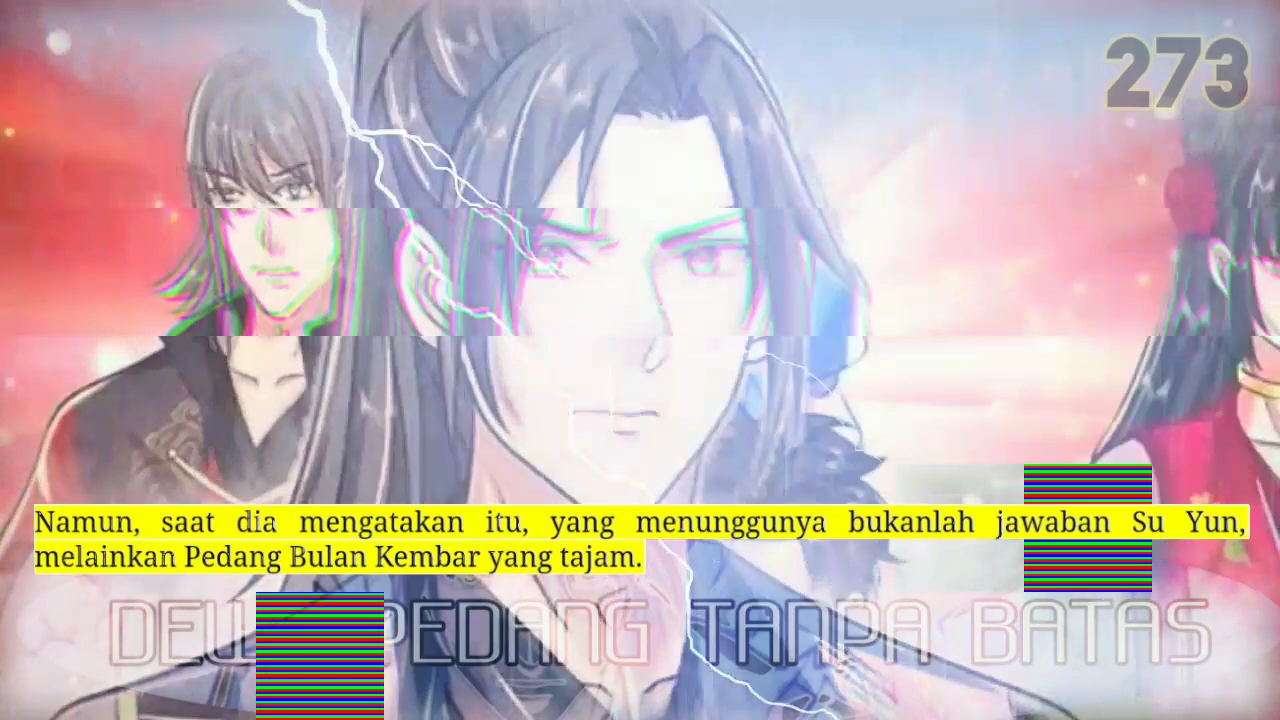 273
Namun, saat dia mengatakan itu, yang menunggunya bukanlah jawaban Su Yun,
melainkan Pedang Bulan Kembar yang tajam.
PEDANG TANPA BATAS